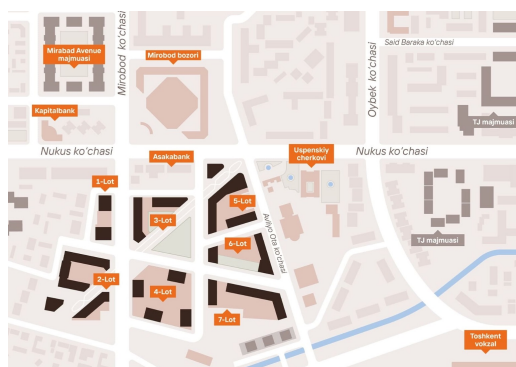 Mirabad Avenue
majmuasi
Mirobod ko'chasi
Mirobod bozori
Oybek ko'chasi
Said Baraka ko'chasi
Kapitalbank
TJ majmuasi
Nukus ko'chasi
Asakabank
Uspenskiy
cherkovi
Nukus ko'chasi
1-Lot
5-Lot
3-Lot
Avliyo Ota ko'chasi
6-Lot
TJ majmuasi
2-Lot
4-Lot
7-Lot
Toshkent
vokzal